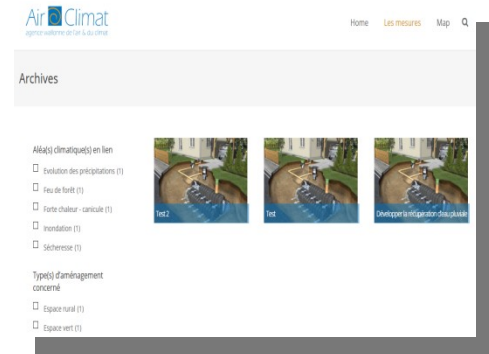 Air Climat
agence wallonne de l'air & du climat
Home Les mesures Map
Archives
Aléa(s) climatique(s) en lien
Evolution des précipitations (1)
Feu de forêt (1)
Forte chaleur - canicule (1)
Inondation (1)
Sécheresse (1)
Type(s) d'aménagement
concerné
Espace rural (1)
Espace vert (1)
Test 2
Test
Développer la récupération d'eau pluviale